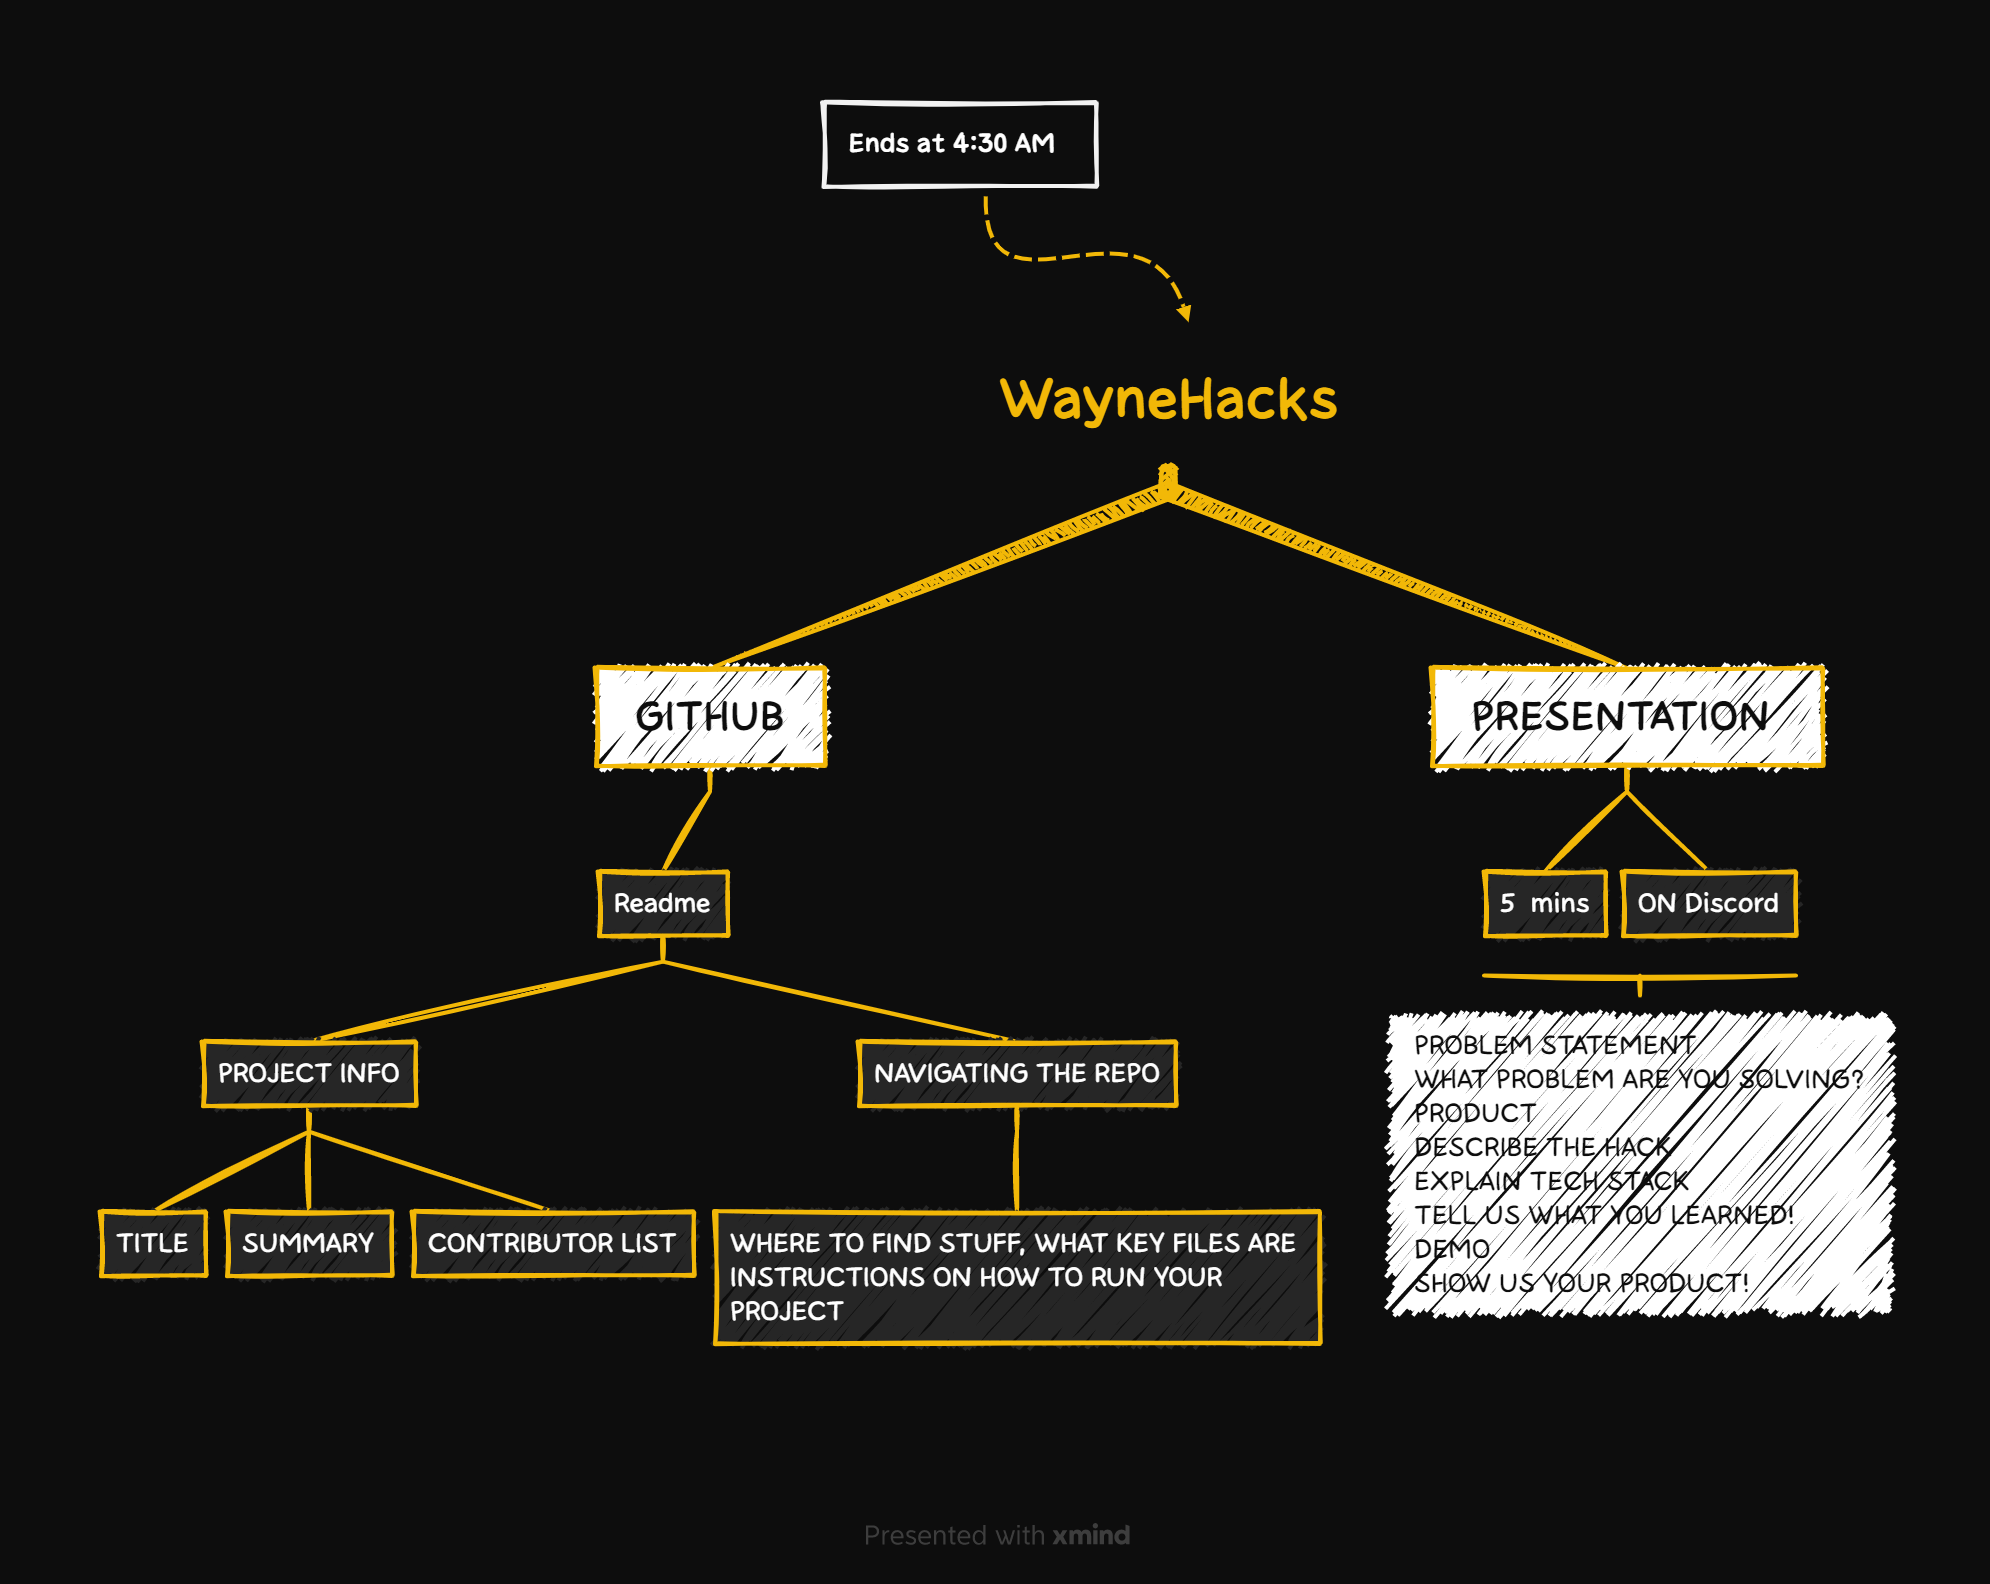 Ends at 4:30 AM
WayneHacks
GITHUB
PRESENTATION
Readme
5  mins
ON Discord
PROJECT INFO
NAVIGATING THE REPO
TITLE
SUMMARY
CONTRIBUTOR LIST
WHERE TO FIND STUFF, WHAT KEY FILES ARE
INSTRUCTIONS ON HOW TO RUN YOUR
PROJECT
PROBLEM STATEMENT
WHAT PROBLEM ARE YOU SOLVING?
PRODUCT
DESCRIBE THE HACK
EXPLAIN TECH STACK
TELL US WHAT YOU LEARNED!
DEMO
SHOW US YOUR PRODUCT!
Presented with xmind